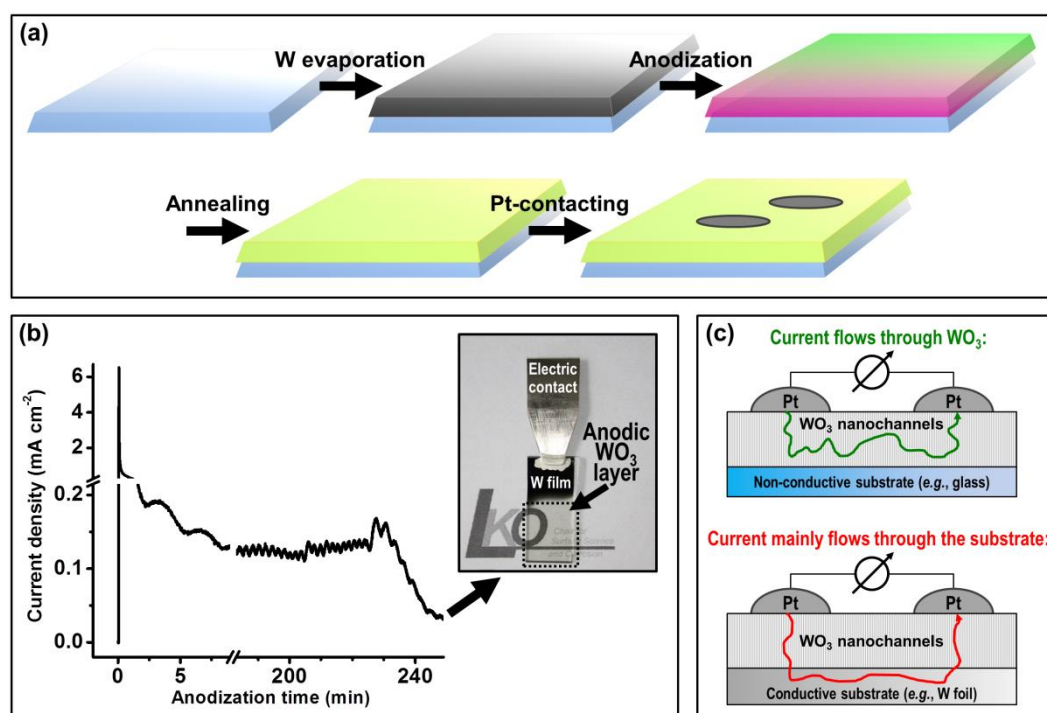 (a)
W evaporation
Anodization
Annealing
Pt-contacting
(b)
Current density (mA cm⁻²)
6
4
2
0.2
0.1
0.0
0
5
200
240
Anodization time (min)
Electric
contact
W film
Anodic
WO₃
layer
LKO
(c)
Current flows through WO₃:
Pt
Pt
WO₃ nanochannels
Non-conductive substrate (e.g., glass)
Current mainly flows through the substrate:
Pt
Pt
WO₃ nanochannels
Conductive substrate (e.g., W foil)